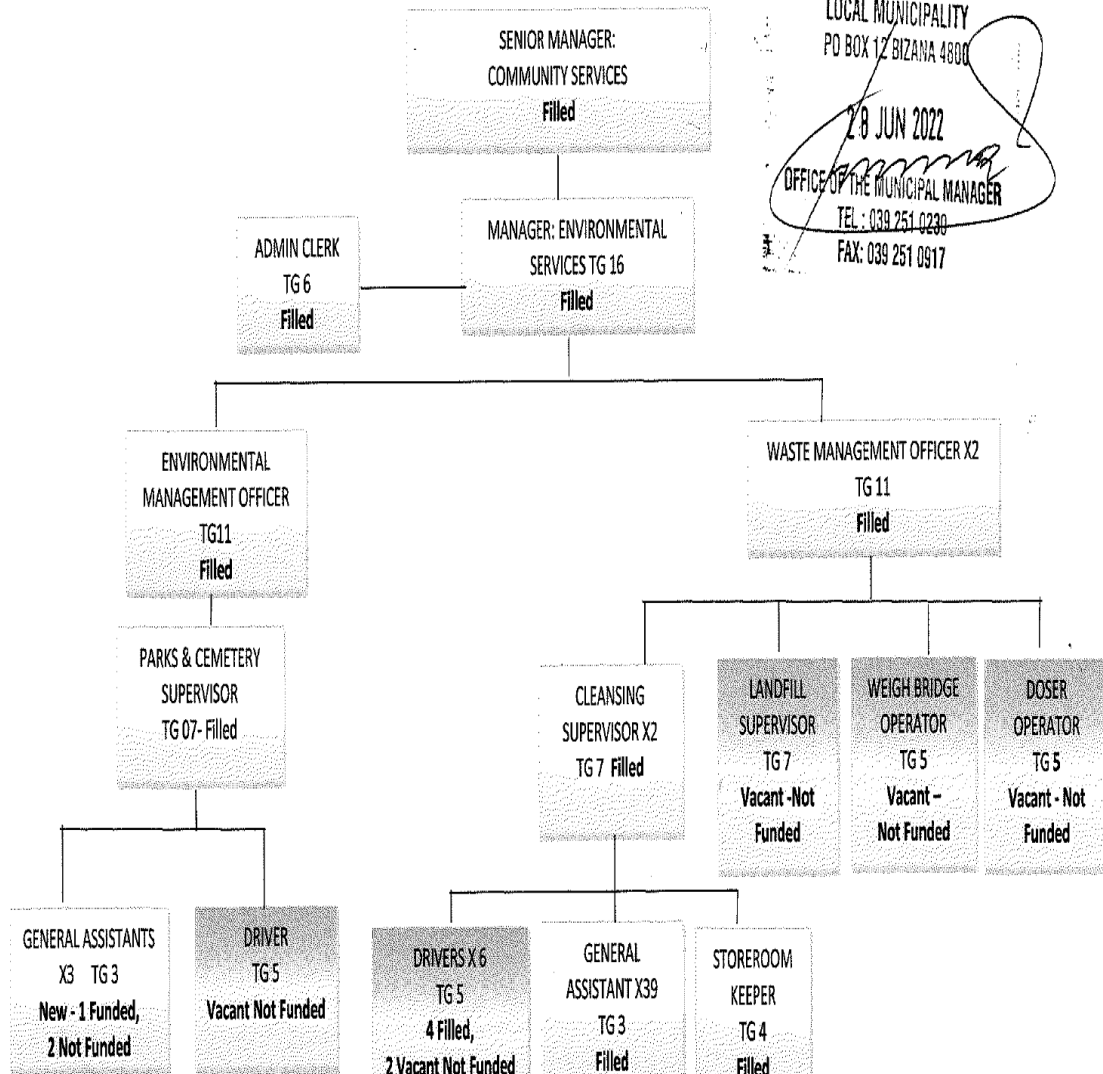 SENIOR MANAGER:
COMMUNITY SERVICES
Filled
LOCAL MUNICIPALITY
PO BOX 12 BIZANA 4800
28 JUN 2022
OFFICE OF THE MUNICIPAL MANAGER
TEL : 039 251 0230
FAX: 039 251 0917
ADMIN CLERK
TG 6
Filled
MANAGER: ENVIRONMENTAL
SERVICES TG 16
Filled
ENVIRONMENTAL
MANAGEMENT OFFICER
TG11
Filled
WASTE MANAGEMENT OFFICER X2
TG 11
Filled
PARKS & CEMETERY
SUPERVISOR
TG 07- Filled
CLEANSING
SUPERVISOR X2
TG 7 Filled
LANDFILL
SUPERVISOR
TG 7
Vacant -Not
Funded
WEIGH BRIDGE
OPERATOR
TG 5
Vacant –
Not Funded
DOSER
OPERATOR
TG 5
Vacant - Not
Funded
GENERAL ASSISTANTS
X3 TG 3
New - 1 Funded,
2 Not Funded
DRIVER
TG 5
Vacant Not Funded
DRIVERS X 6
TG 5
4 Filled,
2 Vacant Not Funded
GENERAL
ASSISTANT X39
TG 3
Filled
STOREROOM
KEEPER
TG 4
Filled